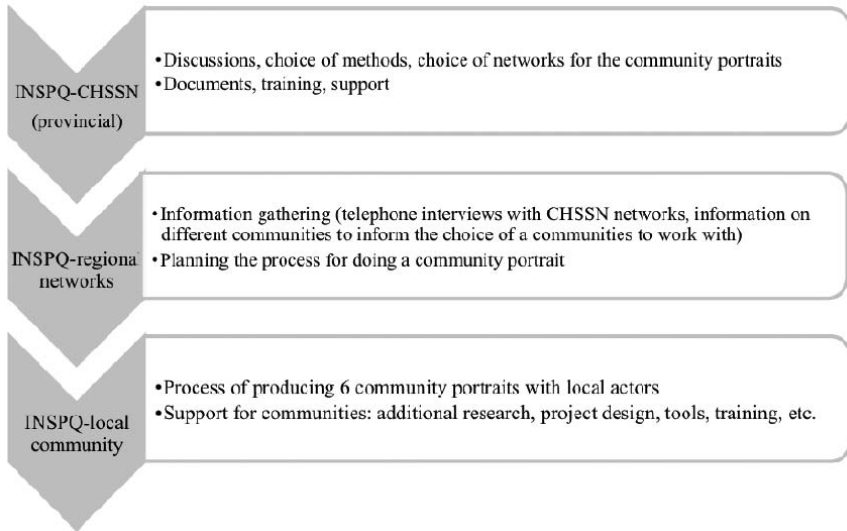 INSPQ-CHSSN
(provincial)
•Discussions, choice of methods, choice of networks for the community portraits
•Documents, training, support
INSPQ-regional
networks
•Information gathering (telephone interviews with CHSSN networks, information on
different communities to inform the choice of a communities to work with)
•Planning the process for doing a community portrait
INSPQ-local
community
•Process of producing 6 community portraits with local actors
•Support for communities: additional research, project design, tools, training, etc.